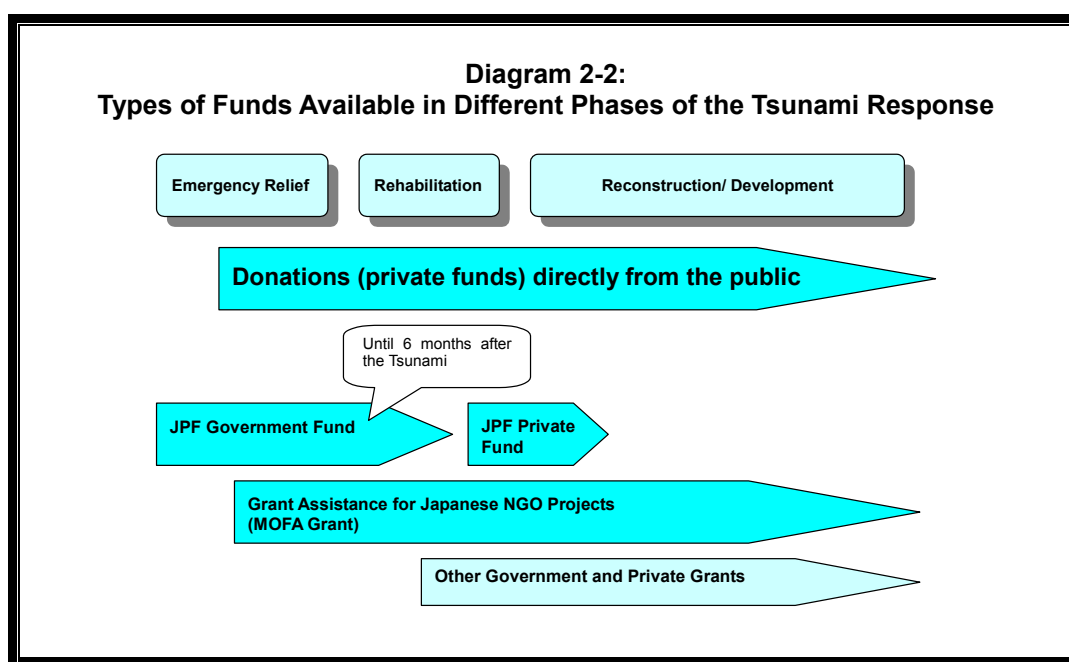 Diagram 2-2:
Types of Funds Available in Different Phases of the Tsunami Response
Emergency Relief
Rehabilitation
Reconstruction/ Development
Donations (private funds) directly from the public
Until 6 months after
the Tsunami
JPF Government Fund
JPF Private
Fund
Grant Assistance for Japanese NGO Projects
(MOFA Grant)
Other Government and Private Grants